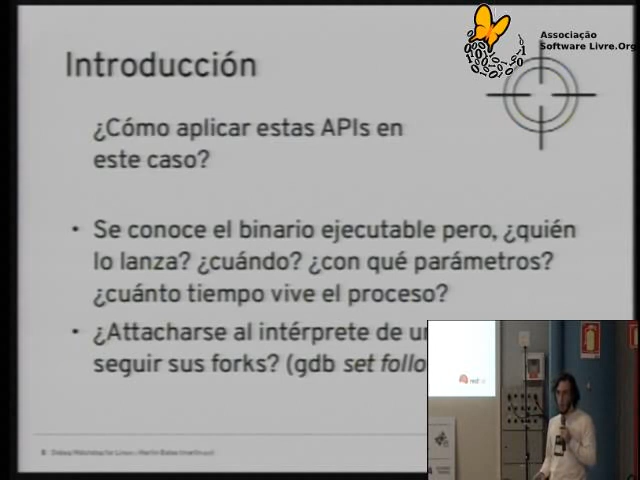 Associação
Software Livre.Org
Introducción
¿Cómo aplicar estas APIs en
este caso?
• Se conoce el binario ejecutable pero, ¿quién
lo lanza? ¿cuándo? ¿con qué parámetros?
¿cuánto tiempo vive el proceso?
• ¿Attacharse al intérprete de
seguir sus forks? (gdb set follo
8